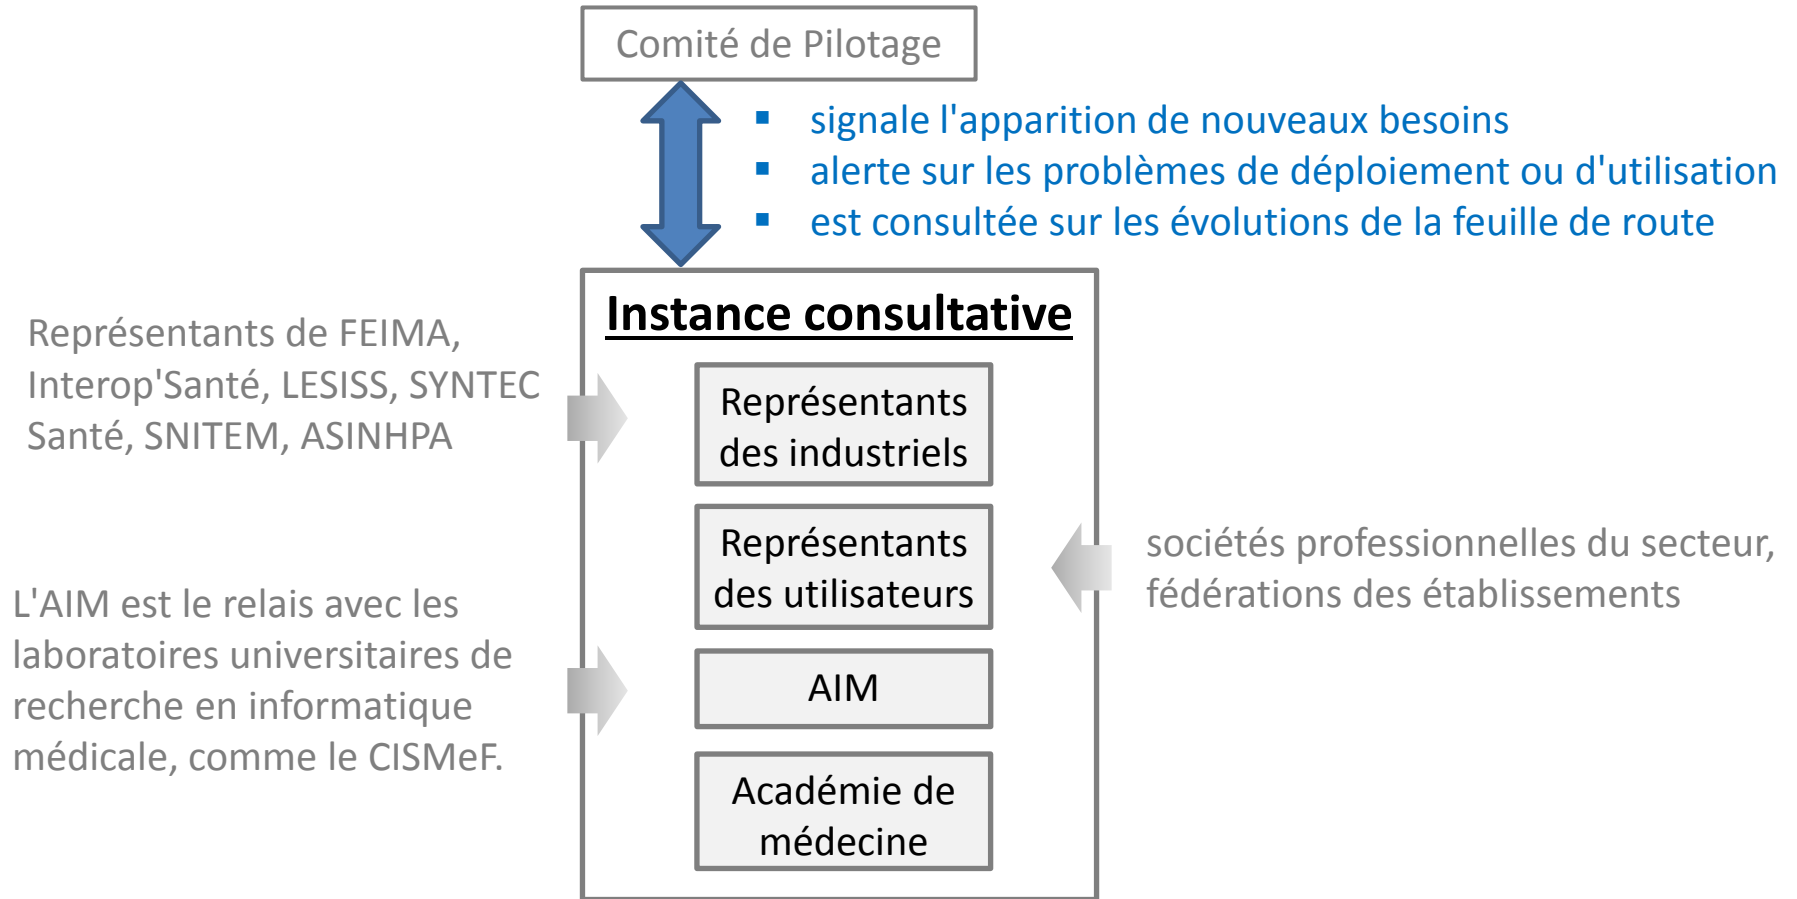 Comité de Pilotage
▪ signale l'apparition de nouveaux besoins
▪ alerte sur les problèmes de déploiement ou d'utilisation
▪ est consultée sur les évolutions de la feuille de route
Instance consultative
Représentants de FEIMA,
Interop'Santé, LESISS, SYNTEC
Santé, SNITEM, ASINHPA
Représentants
des industriels
Représentants
des utilisateurs
sociétés professionnelles du secteur,
fédérations des établissements
L'AIM est le relais avec les
laboratoires universitaires de
recherche en informatique
médicale, comme le CISMeF.
AIM
Académie de
médecine